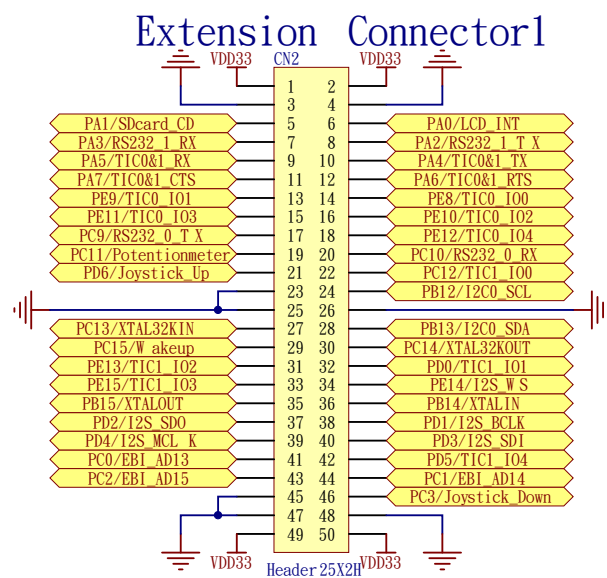 Extension Connector1
VDD33 CN2 VDD33
1 2
3 4
PA1/SDcard_CD 5 6 PA0/LCD_INT
PA3/RS232_1_RX 7 8 PA2/RS232_1_T X
PA5/TIC0&1_RX 9 10 PA4/TIC0&1_TX
PA7/TIC0&1_CTS 11 12 PA6/TIC0&1_RTS
PE9/TIC0_IO1 13 14 PE8/TIC0_IO0
PE11/TIC0_IO3 15 16 PE10/TIC0_IO2
PC9/RS232_0_T X 17 18 PE12/TIC0_IO4
PC11/Potentionmeter 19 20 PC10/RS232_0_RX
PD6/Joystick_Up 21 22 PC12/TIC1_IO0
23 24 PB12/I2C0_SCL
25 26
PC13/XTAL32KIN 27 28 PB13/I2C0_SDA
PC15/W akeup 29 30 PC14/XTAL32KOUT
PE13/TIC1_IO2 31 32 PD0/TIC1_IO1
PE15/TIC1_IO3 33 34 PE14/I2S_W S
PB15/XTALOUT 35 36 PB14/XTALIN
PD2/I2S_SDO 37 38 PD1/I2S_BCLK
PD4/I2S_MCL K 39 40 PD3/I2S_SDI
PC0/EBI_AD13 41 42 PD5/TIC1_IO4
PC2/EBI_AD15 43 44 PC1/EBI_AD14
45 46 PC3/Joystick_Down
47 48
49 50
VDD33 Header 25X2H VDD33